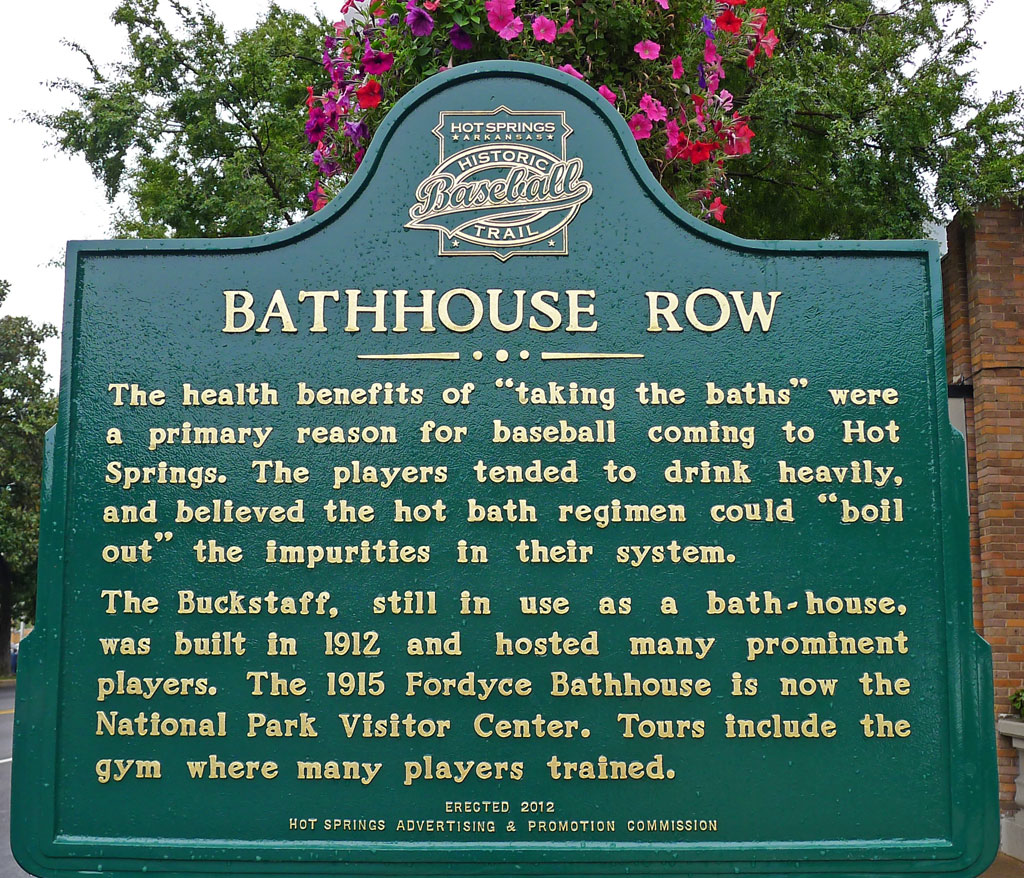 HOT SPRINGS
★ARKANSAS★
HISTORIC
Baseball
TRAIL
BATHHOUSE ROW
The health benefits of “taking the baths” were
a primary reason for baseball coming to Hot
Springs. The players tended to drink heavily,
and believed the hot bath regimen could “boil
out” the impurities in their system.
The Buckstaff, still in use as a bath-house,
was built in 1912 and hosted many prominent
players. The 1915 Fordyce Bathhouse is now the
National Park Visitor Center. Tours include the
gym where many players trained.
ERECTED 2012
HOT SPRINGS ADVERTISING & PROMOTION COMMISSION